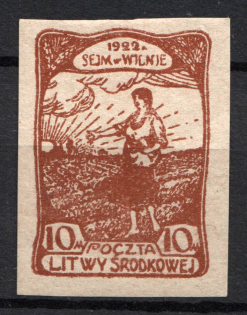 1922 R.
SEJM W WILNIE
10 M POCZTA 10 M
LITWY ŚRODKOWEJ